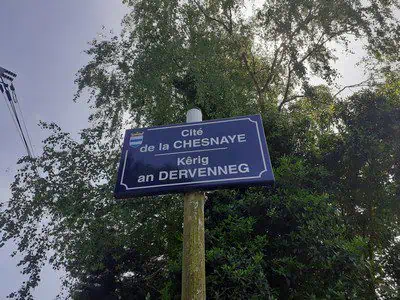 Cité
de la CHESNAYE
Kêrig
an DERVENNEG